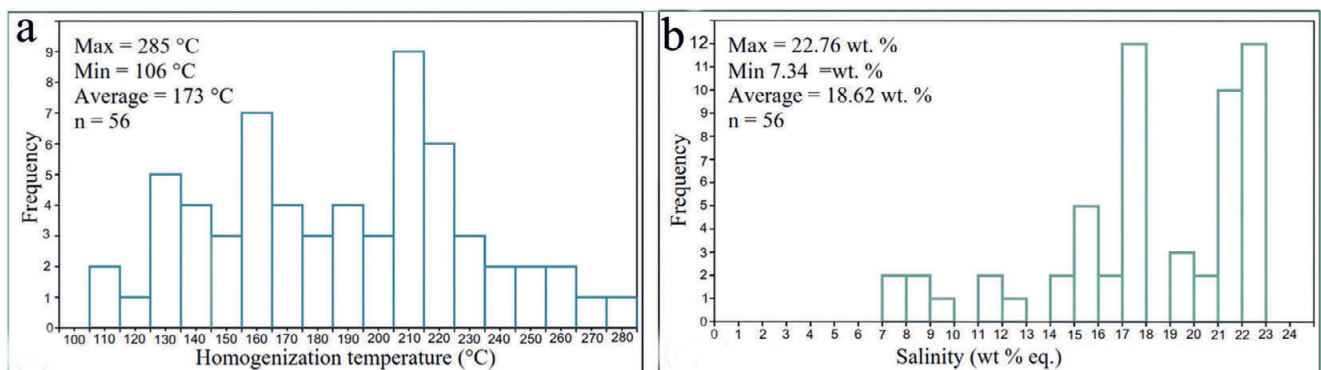 a
Max = 285 °C
Min = 106 °C
Average = 173 °C
n = 56
Frequency
9
8
7
6
5
4
3
2
1
0
100 110 120 130 140 150 160 170 180 190 200 210 220 230 240 250 260 270 280
Homogenization temperature (°C)
b
Max = 22.76 wt. %
Min 7.34 =wt. %
Average = 18.62 wt. %
n = 56
Frequency
12
11
10
9
8
7
6
5
4
3
2
1
0
0 1 2 3 4 5 6 7 8 9 10 11 12 13 14 15 16 17 18 19 20 21 22 23 24
Salinity (wt % eq.)